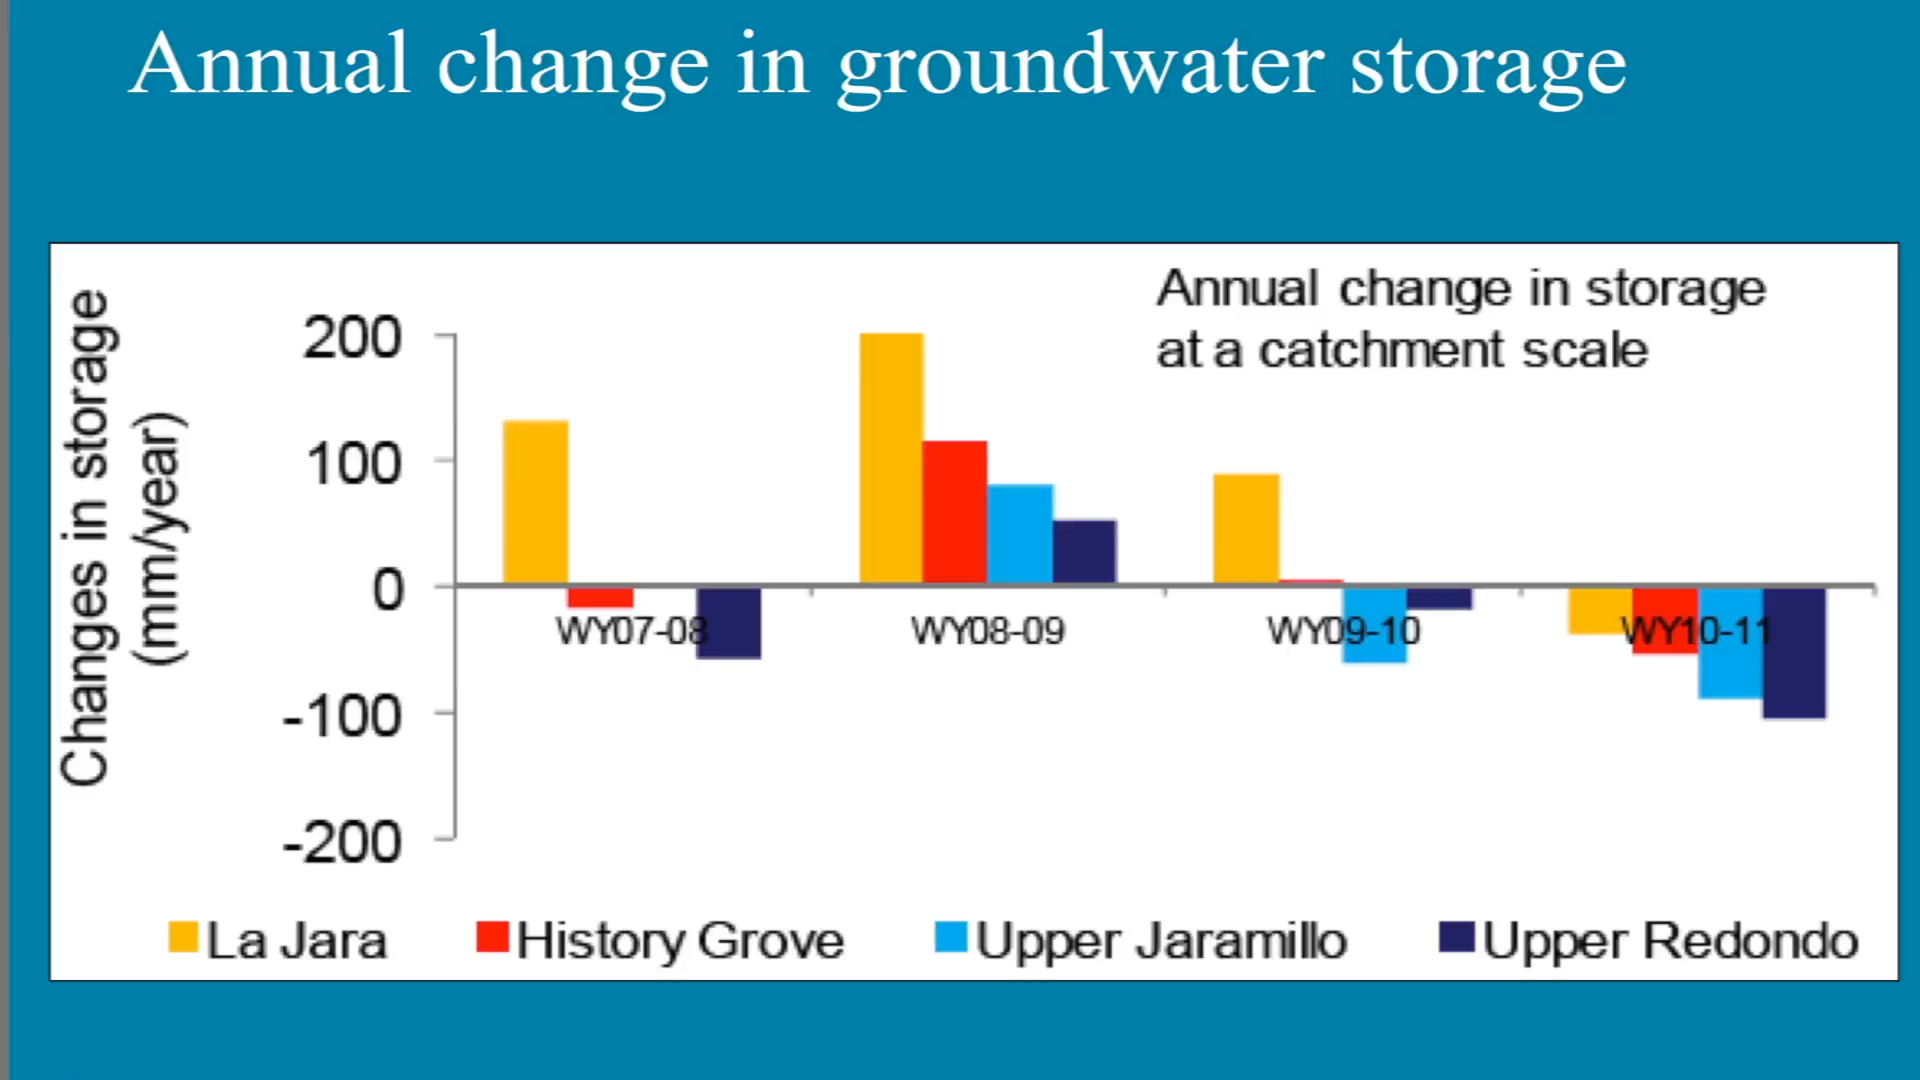 Annual change in groundwater storage
Annual change in storage
at a catchment scale
Changes in storage
(mm/year)
200
100
0
-100
-200
WY07-08
WY08-09
WY09-10
WY10-11
La Jara
History Grove
Upper Jaramillo
Upper Redondo